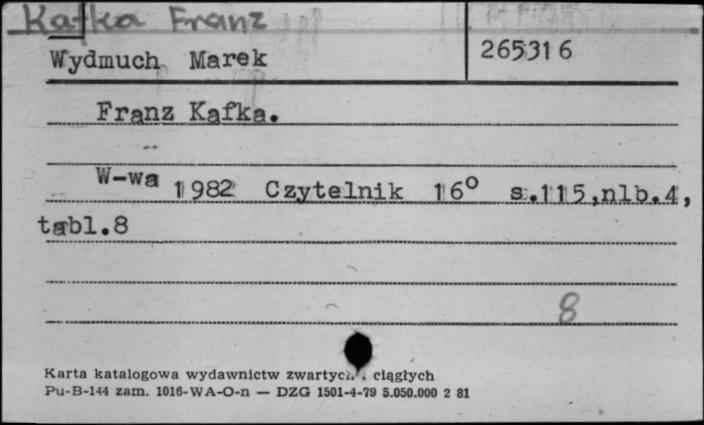 Kafka Franz
Wydmuch Marek 265316
Franz Kafka.
W-wa 1982 Czytelnik 16° s.115,nlb.4,
tabl.8
8
Karta katalogowa wydawnictw zwartych i ciągłych
Pu-B-144 zam. 1016-WA-O-n — DZG 1501-4-79 5.050.000 2 81